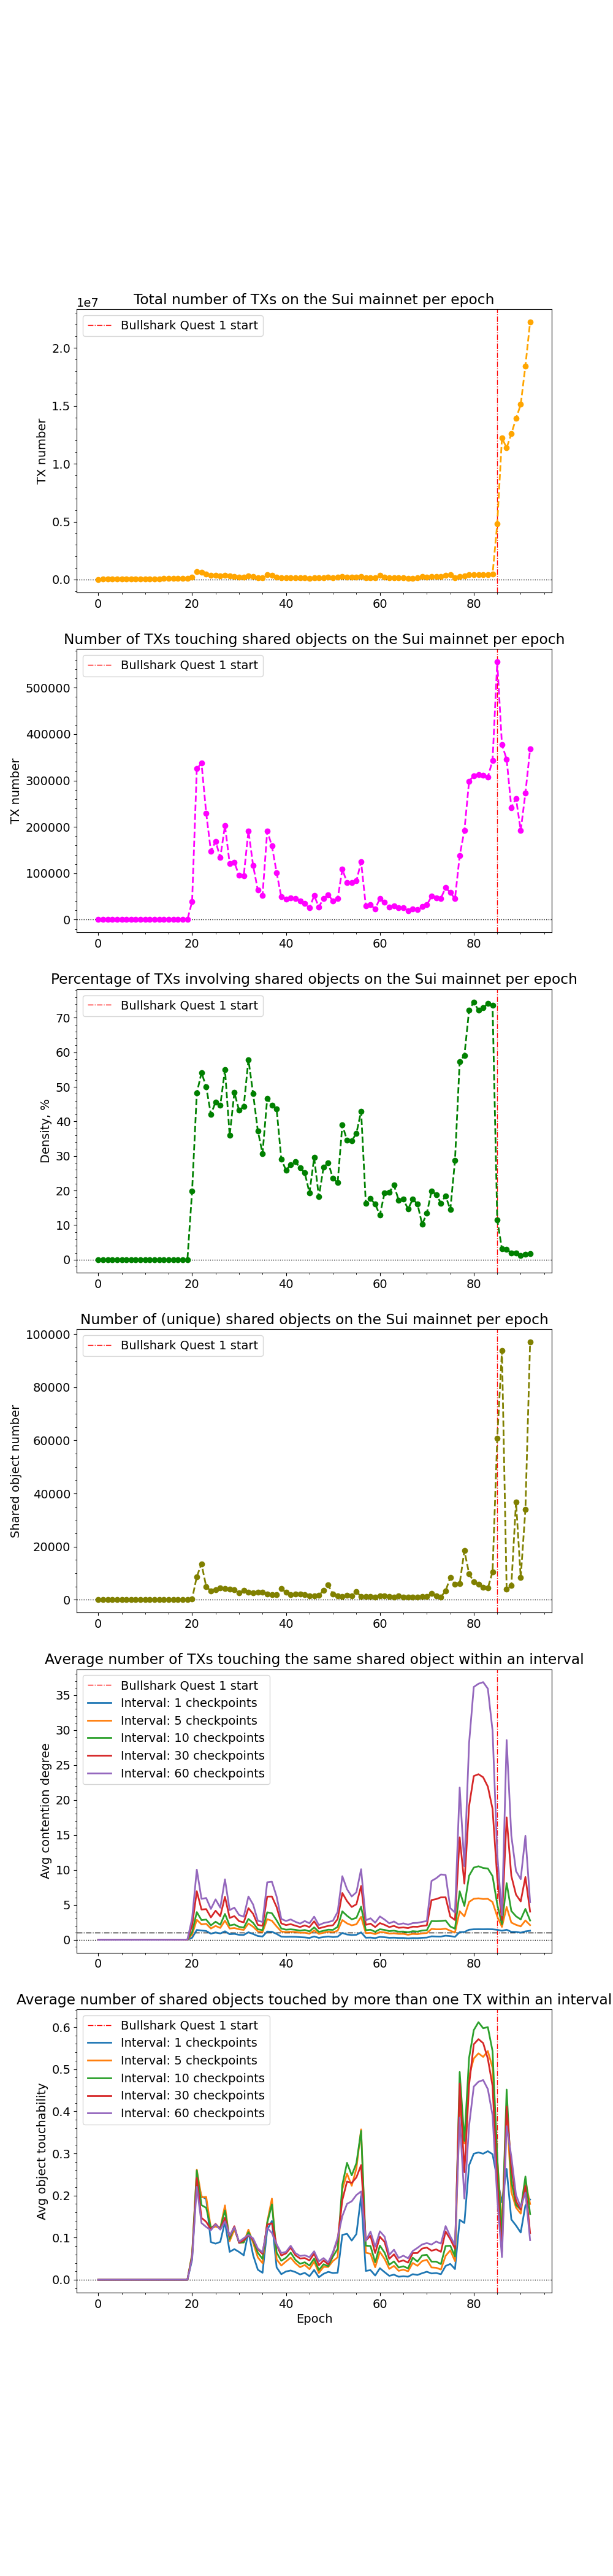 Total number of TXs on the Sui mainnet per epoch
1e7
Bullshark Quest 1 start
2.0
1.5
1.0
0.5
0.0
TX number
0 20 40 60 80
Number of TXs touching shared objects on the Sui mainnet per epoch
Bullshark Quest 1 start
500000
400000
300000
200000
100000
0
TX number
0 20 40 60 80
Percentage of TXs involving shared objects on the Sui mainnet per epoch
Bullshark Quest 1 start
70
60
50
40
30
20
10
0
Density, %
0 20 40 60 80
Number of (unique) shared objects on the Sui mainnet per epoch
Bullshark Quest 1 start
100000
80000
60000
40000
20000
0
Shared object number
0 20 40 60 80
Average number of TXs touching the same shared object within an interval
Bullshark Quest 1 start
Interval: 1 checkpoints
Interval: 5 checkpoints
Interval: 10 checkpoints
Interval: 30 checkpoints
Interval: 60 checkpoints
35
30
25
20
15
10
5
0
Avg contention degree
0 20 40 60 80
Average number of shared objects touched by more than one TX within an interval
Bullshark Quest 1 start
Interval: 1 checkpoints
Interval: 5 checkpoints
Interval: 10 checkpoints
Interval: 30 checkpoints
Interval: 60 checkpoints
0.6
0.5
0.4
0.3
0.2
0.1
0.0
Avg object touchability
0 20 40 60 80
Epoch